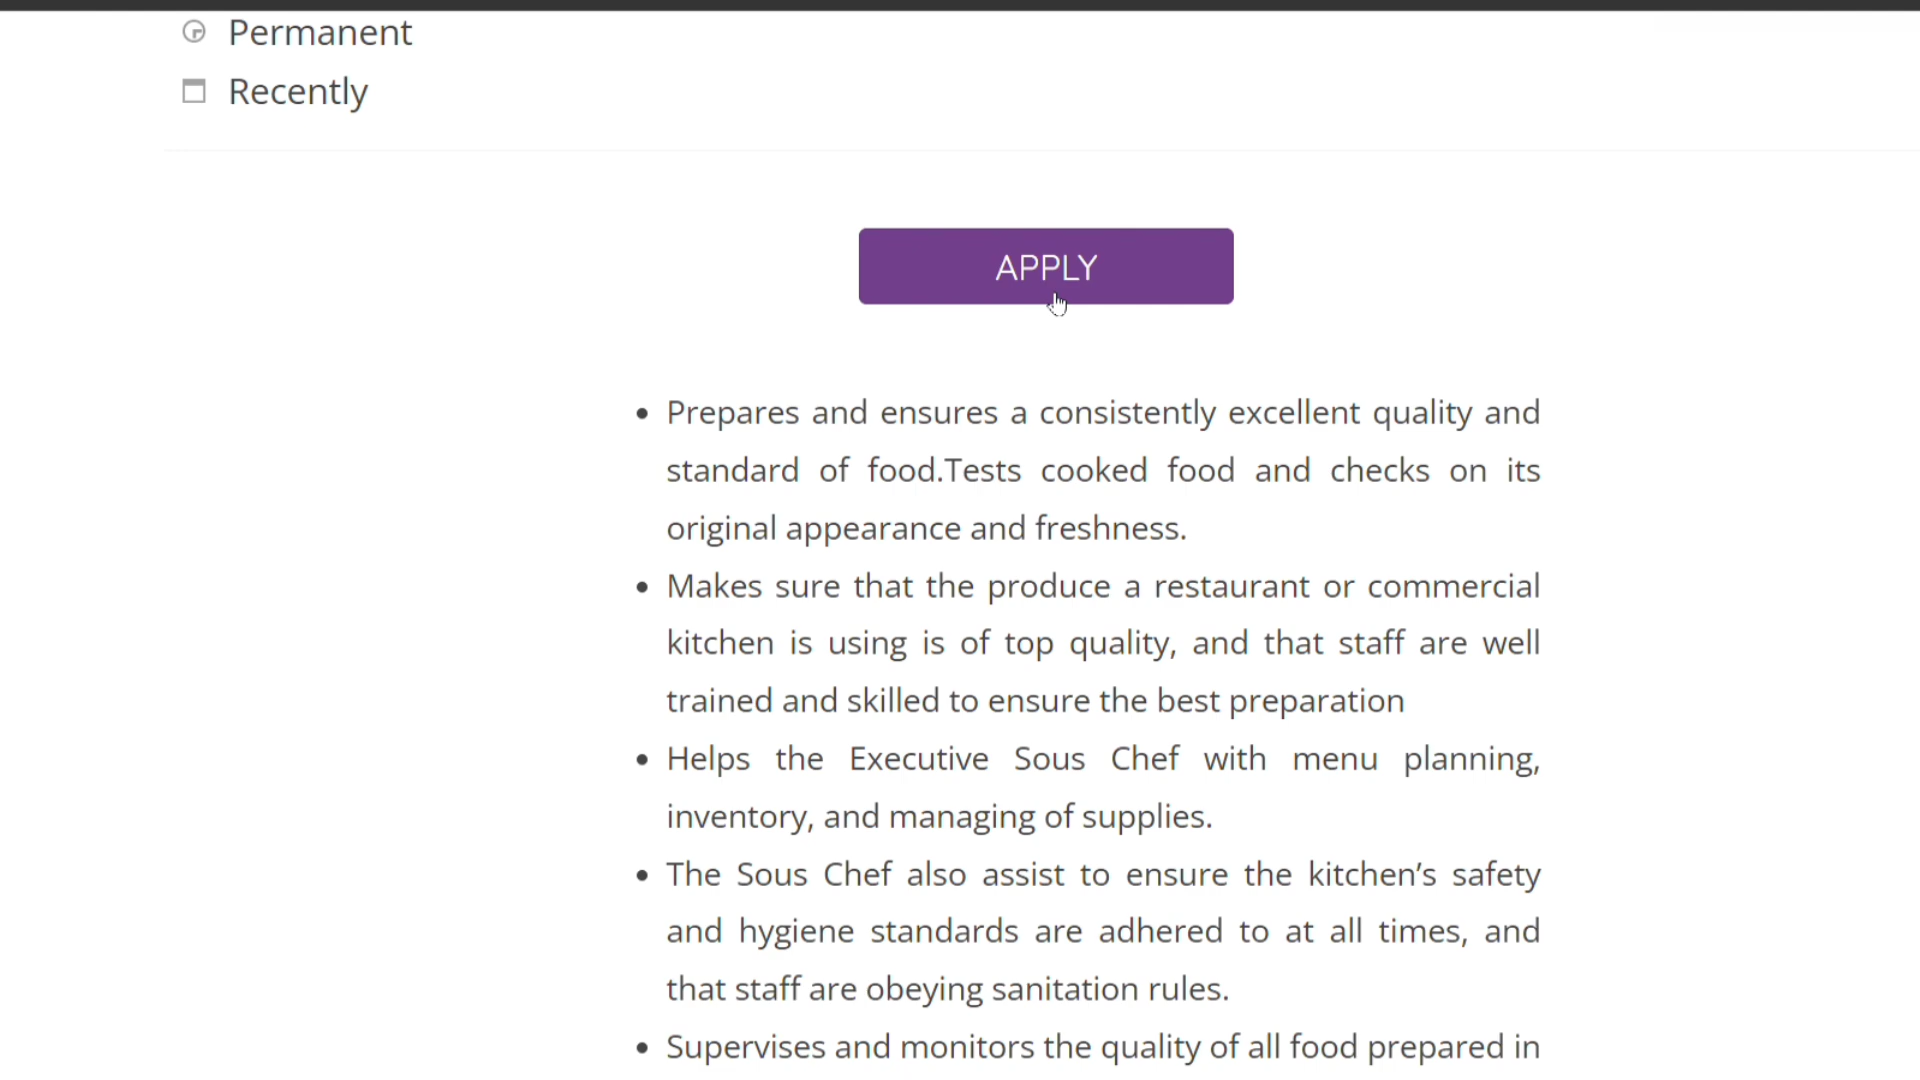 Permanent
Recently
APPLY
Prepares and ensures a consistently excellent quality and
standard of food.Tests cooked food and checks on its
original appearance and freshness.
Makes sure that the produce a restaurant or commercial
kitchen is using is of top quality, and that staff are well
trained and skilled to ensure the best preparation
Helps the Executive Sous Chef with menu planning,
inventory, and managing of supplies.
The Sous Chef also assist to ensure the kitchen’s safety
and hygiene standards are adhered to at all times, and
that staff are obeying sanitation rules.
Supervises and monitors the quality of all food prepared in